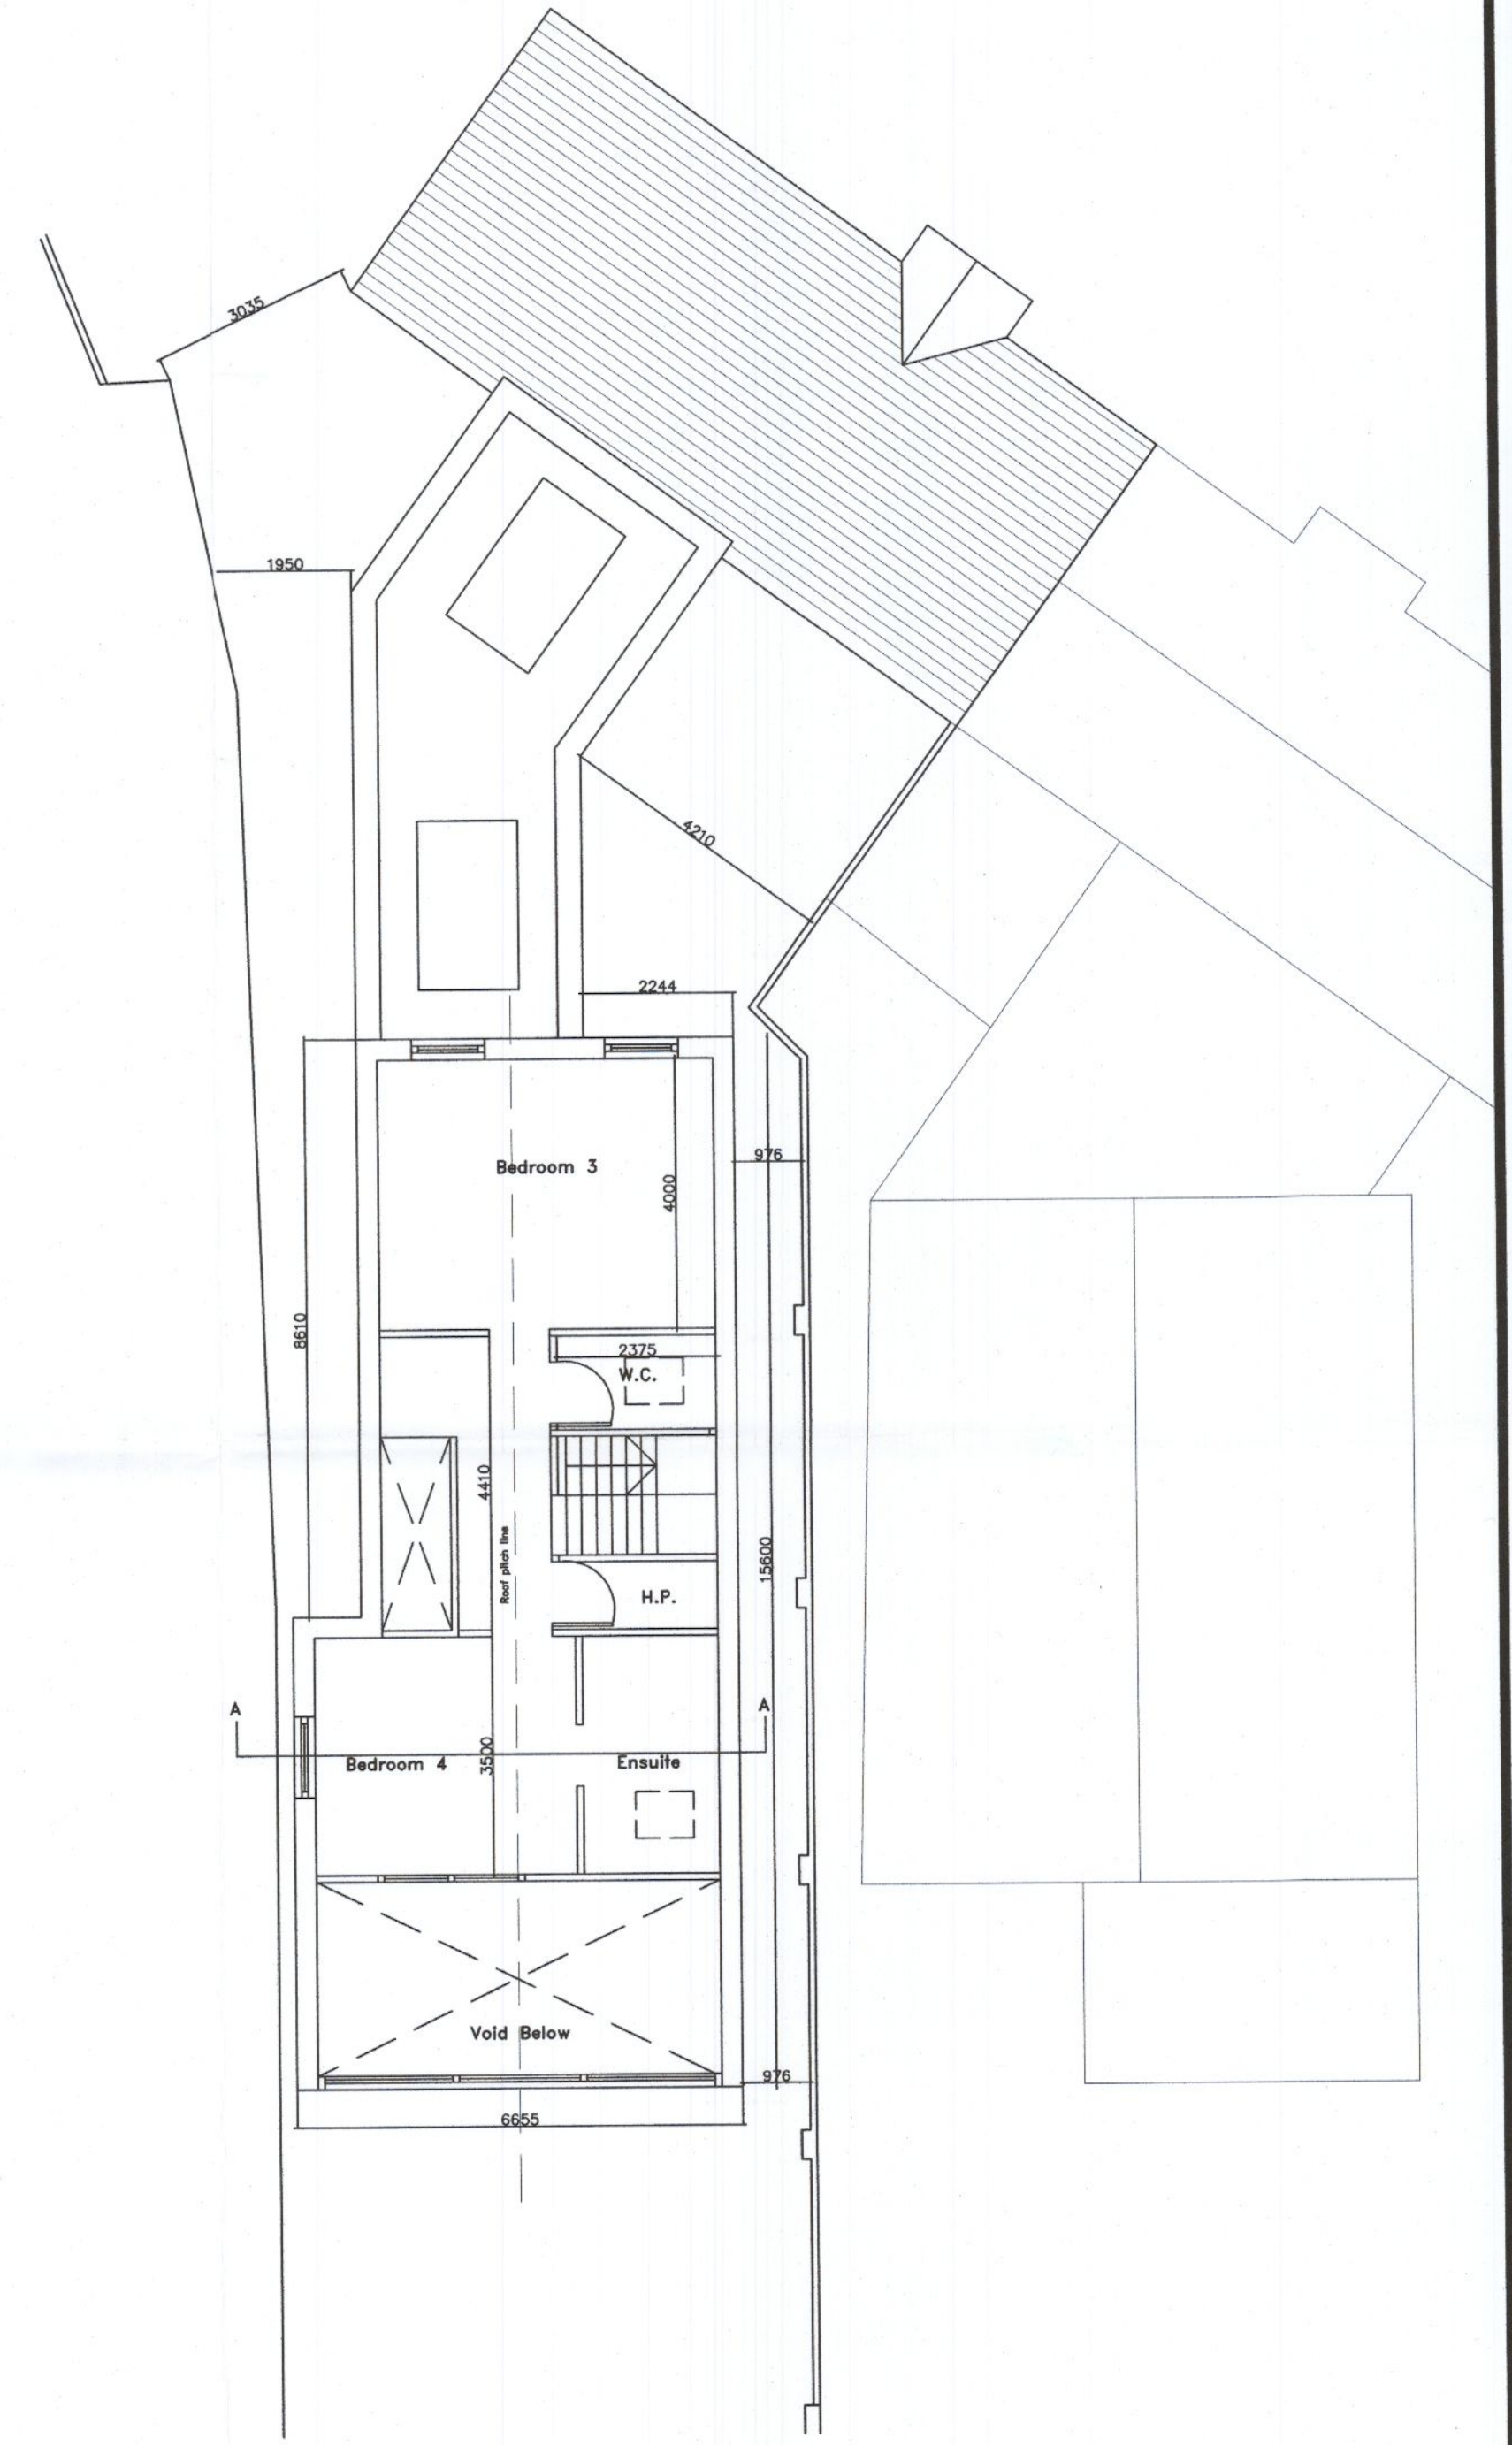 3035
1950
4210
2244
Bedroom 3
976
4000
8610
2375
W.C.
4410
Roof pitch line
15600
H.P.
A
A
Bedroom 4
3500
Ensuite
Void Below
976
6655